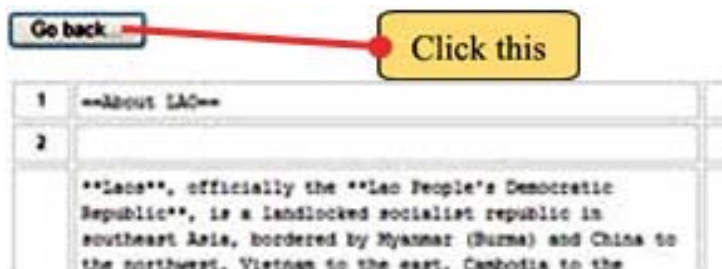 Go back...
Click this
1 ==About LAO==
2
**Laos**, officially the **Lao People's Democratic
Republic**, is a landlocked socialist republic in
southeast Asia, bordered by Myanmar (Burma) and China to
the northwest, Vietnam to the east, Cambodia to the